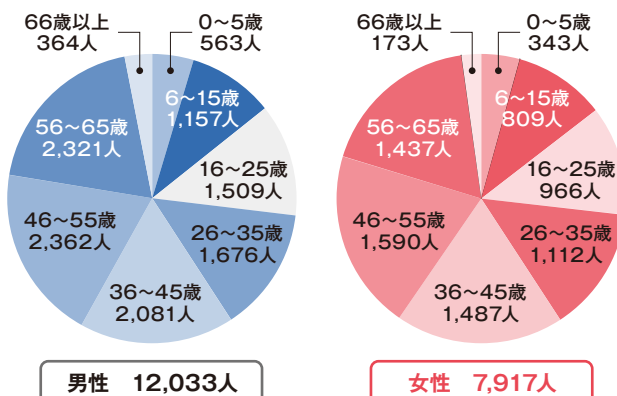 66歳以上
364人
0～5歳
563人
6～15歳
1,157人
16～25歳
1,509人
26～35歳
1,676人
36～45歳
2,081人
46～55歳
2,362人
56～65歳
2,321人
男性 12,033人
66歳以上
173人
0～5歳
343人
6～15歳
809人
16～25歳
966人
26～35歳
1,112人
36～45歳
1,487人
46～55歳
1,590人
56～65歳
1,437人
女性 7,917人